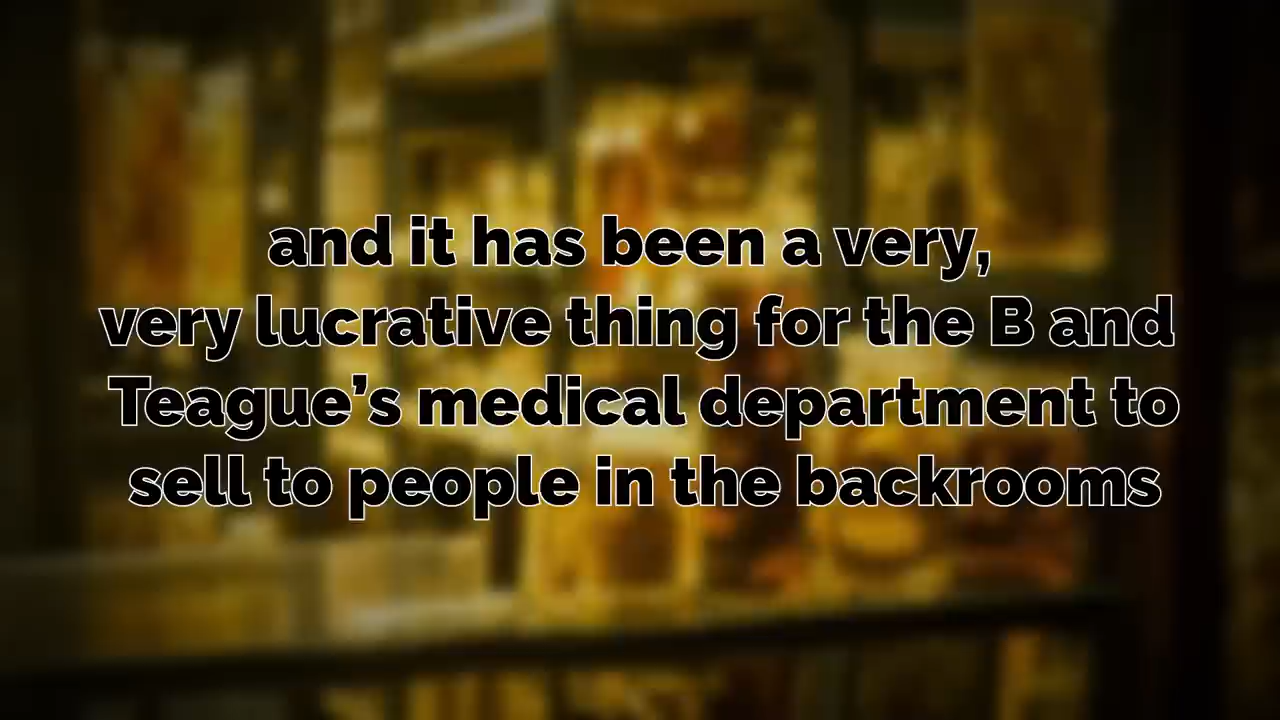 and it has been a very,
very lucrative thing for the B and
Teague’s medical department to
sell to people in the backrooms